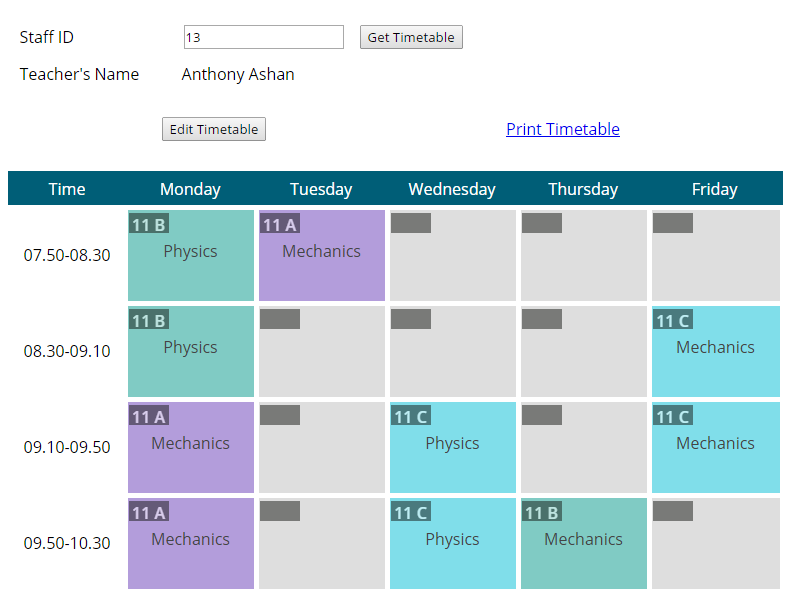 Staff ID 13 Get Timetable
Teacher's Name Anthony Ashan
Edit Timetable Print Timetable
Time Monday Tuesday Wednesday Thursday Friday
11 B 11 A
07.50-08.30 Physics Mechanics
11 B 11 C
08.30-09.10 Physics Mechanics
11 A 11 C 11 C
09.10-09.50 Mechanics Physics Mechanics
11 A 11 C 11 B
09.50-10.30 Mechanics Physics Mechanics